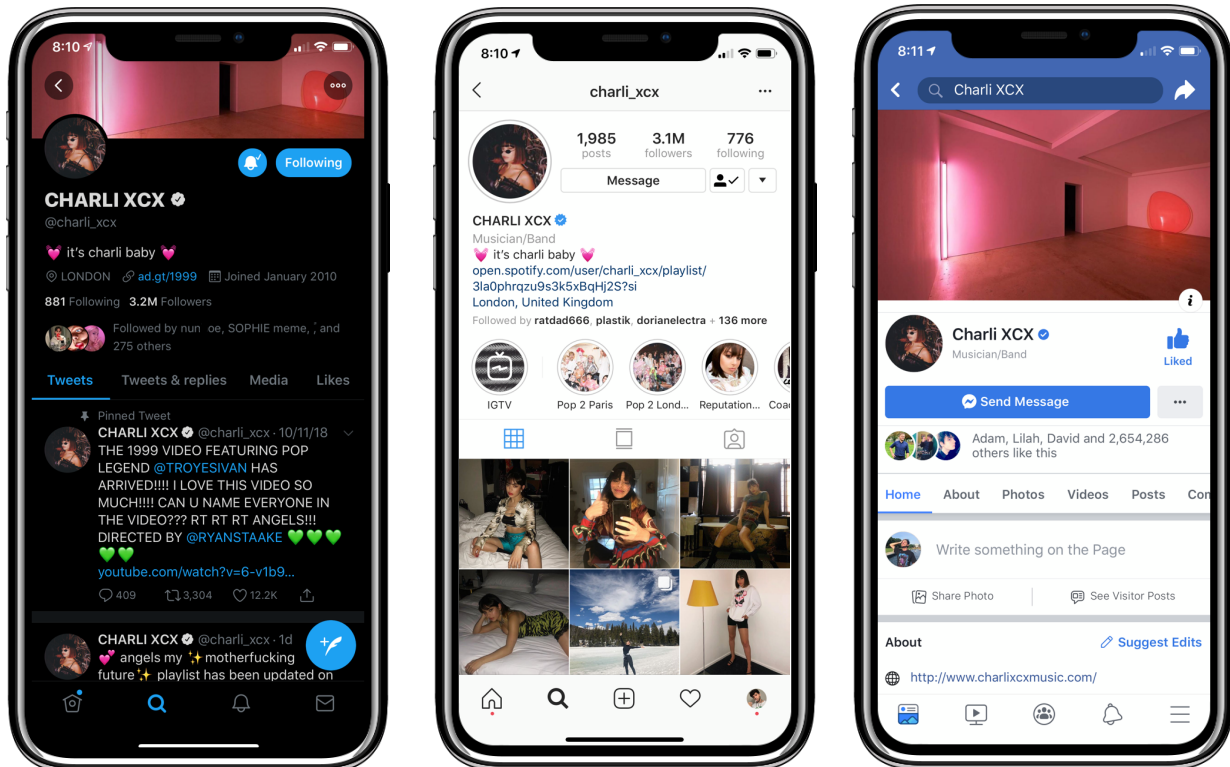 8:10
Following
CHARLI XCX
@charli_xcx
it's charli baby
LONDON ad.gt/1999 Joined January 2010
881 Following 3.2M Followers
Followed by nun oe, SOPHIE meme, , and
275 others
Tweets Tweets & replies Media Likes
Pinned Tweet
CHARLI XCX @charli_xcx · 10/11/18
THE 1999 VIDEO FEATURING POP
LEGEND @TROYESIVAN HAS
ARRIVED!!!! I LOVE THIS VIDEO SO
MUCH!!!! CAN U NAME EVERYONE IN
THE VIDEO??? RT RT RT ANGELS!!!
DIRECTED BY @RYANSTAAKE 💚💚💚
💚💚
youtube.com/watch?v=6-v1b9...
409 3,304 12.2K
CHARLI XCX @charli_xcx · 1d
💕 angels my ✨motherfucking
future✨ playlist has been updated on
8:10
charli_xcx
1,985 3.1M 776
posts followers following
Message
CHARLI XCX
Musician/Band
💓 it's charli baby 💓
open.spotify.com/user/charli_xcx/playlist/
3la0phrqzu9s3k5xBqHj2S?si
London, United Kingdom
Followed by ratdad666, plastik, dorianelectra + 136 more
IGTV Pop 2 Paris Pop 2 Lond... Reputation... Coa
8:11
Charli XCX
Charli XCX
Musician/Band
Liked
Send Message
Adam, Lilah, David and 2,654,286
others like this
Home About Photos Videos Posts Com
Write something on the Page
Share Photo See Visitor Posts
About Suggest Edits
http://www.charlixcxmusic.com/